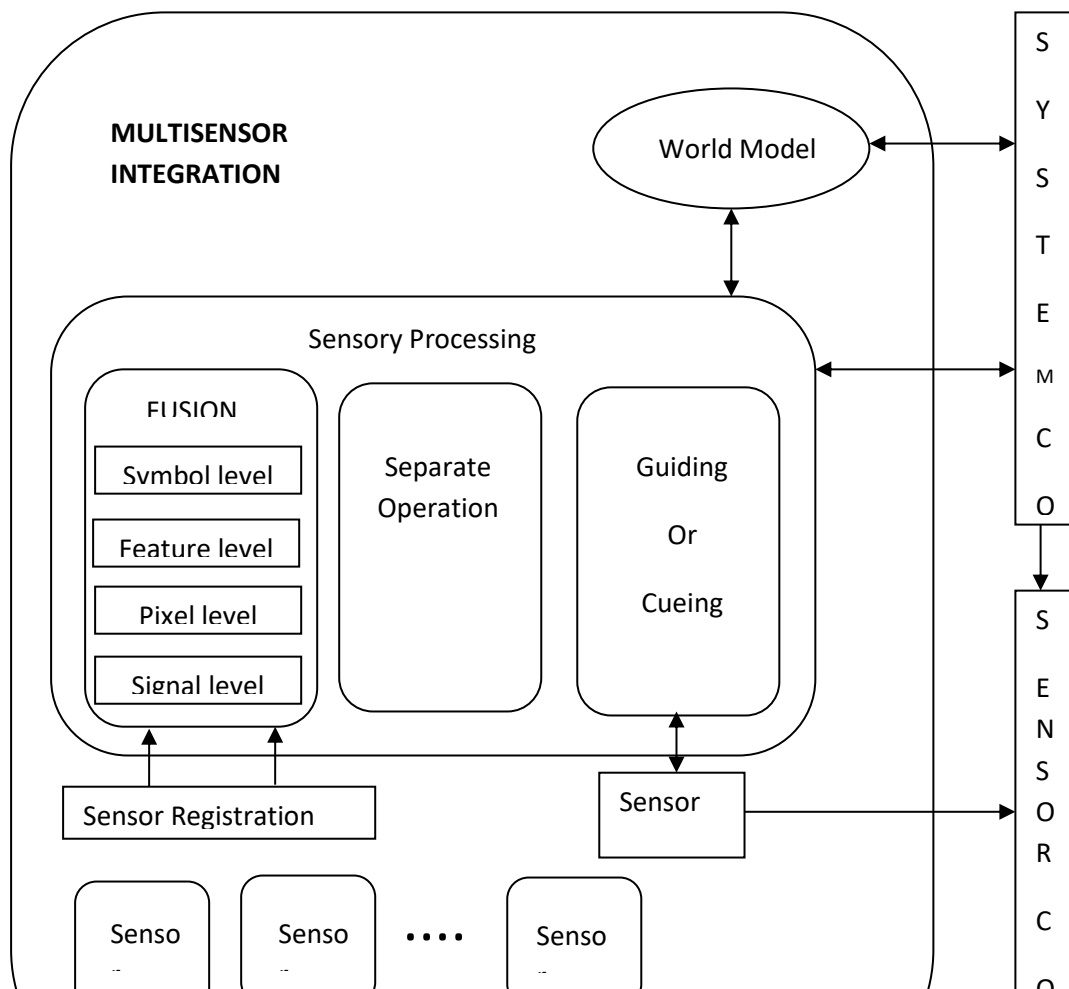 MULTISENSOR
INTEGRATION
World Model
Sensory Processing
FUSION
Symbol level
Feature level
Pixel level
Signal level
Separate
Operation
Guiding
Or
Cueing
Sensor Registration
Sensor
Senso
Senso
....
Senso
S
Y
S
T
E
M
C
O
S
E
N
S
O
R
C
O